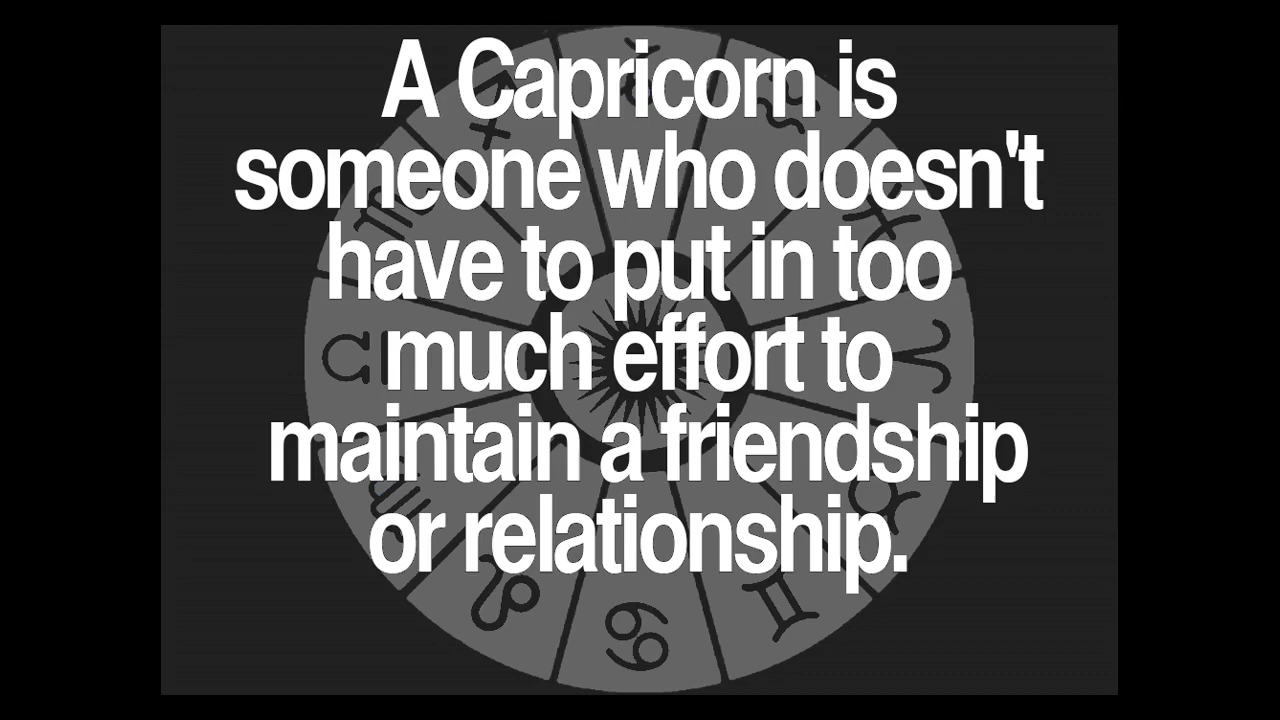 A Capricorn is
someone who doesn't
have to put in too
much effort to
maintain a friendship
or relationship.